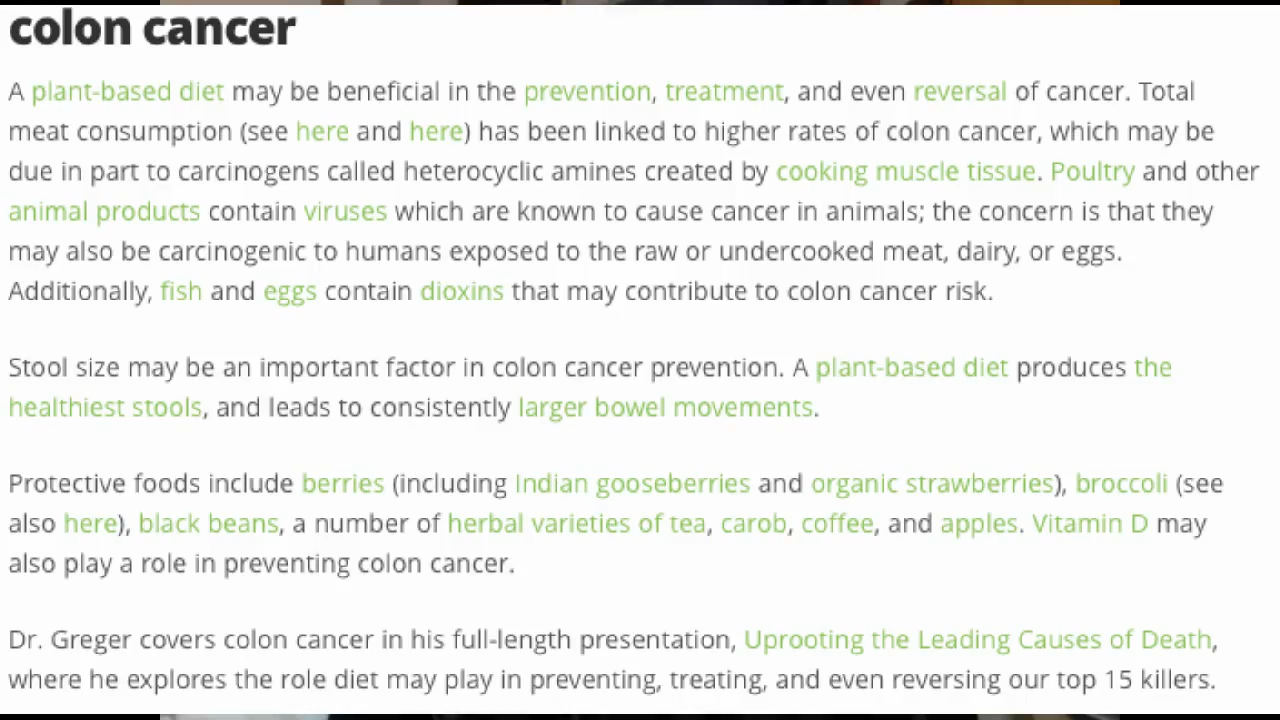 colon cancer
A plant-based diet may be beneficial in the prevention, treatment, and even reversal of cancer. Total
meat consumption (see here and here) has been linked to higher rates of colon cancer, which may be
due in part to carcinogens called heterocyclic amines created by cooking muscle tissue. Poultry and other
animal products contain viruses which are known to cause cancer in animals; the concern is that they
may also be carcinogenic to humans exposed to the raw or undercooked meat, dairy, or eggs.
Additionally, fish and eggs contain dioxins that may contribute to colon cancer risk.
Stool size may be an important factor in colon cancer prevention. A plant-based diet produces the
healthiest stools, and leads to consistently larger bowel movements.
Protective foods include berries (including Indian gooseberries and organic strawberries), broccoli (see
also here), black beans, a number of herbal varieties of tea, carob, coffee, and apples. Vitamin D may
also play a role in preventing colon cancer.
Dr. Greger covers colon cancer in his full-length presentation, Uprooting the Leading Causes of Death,
where he explores the role diet may play in preventing, treating, and even reversing our top 15 killers.